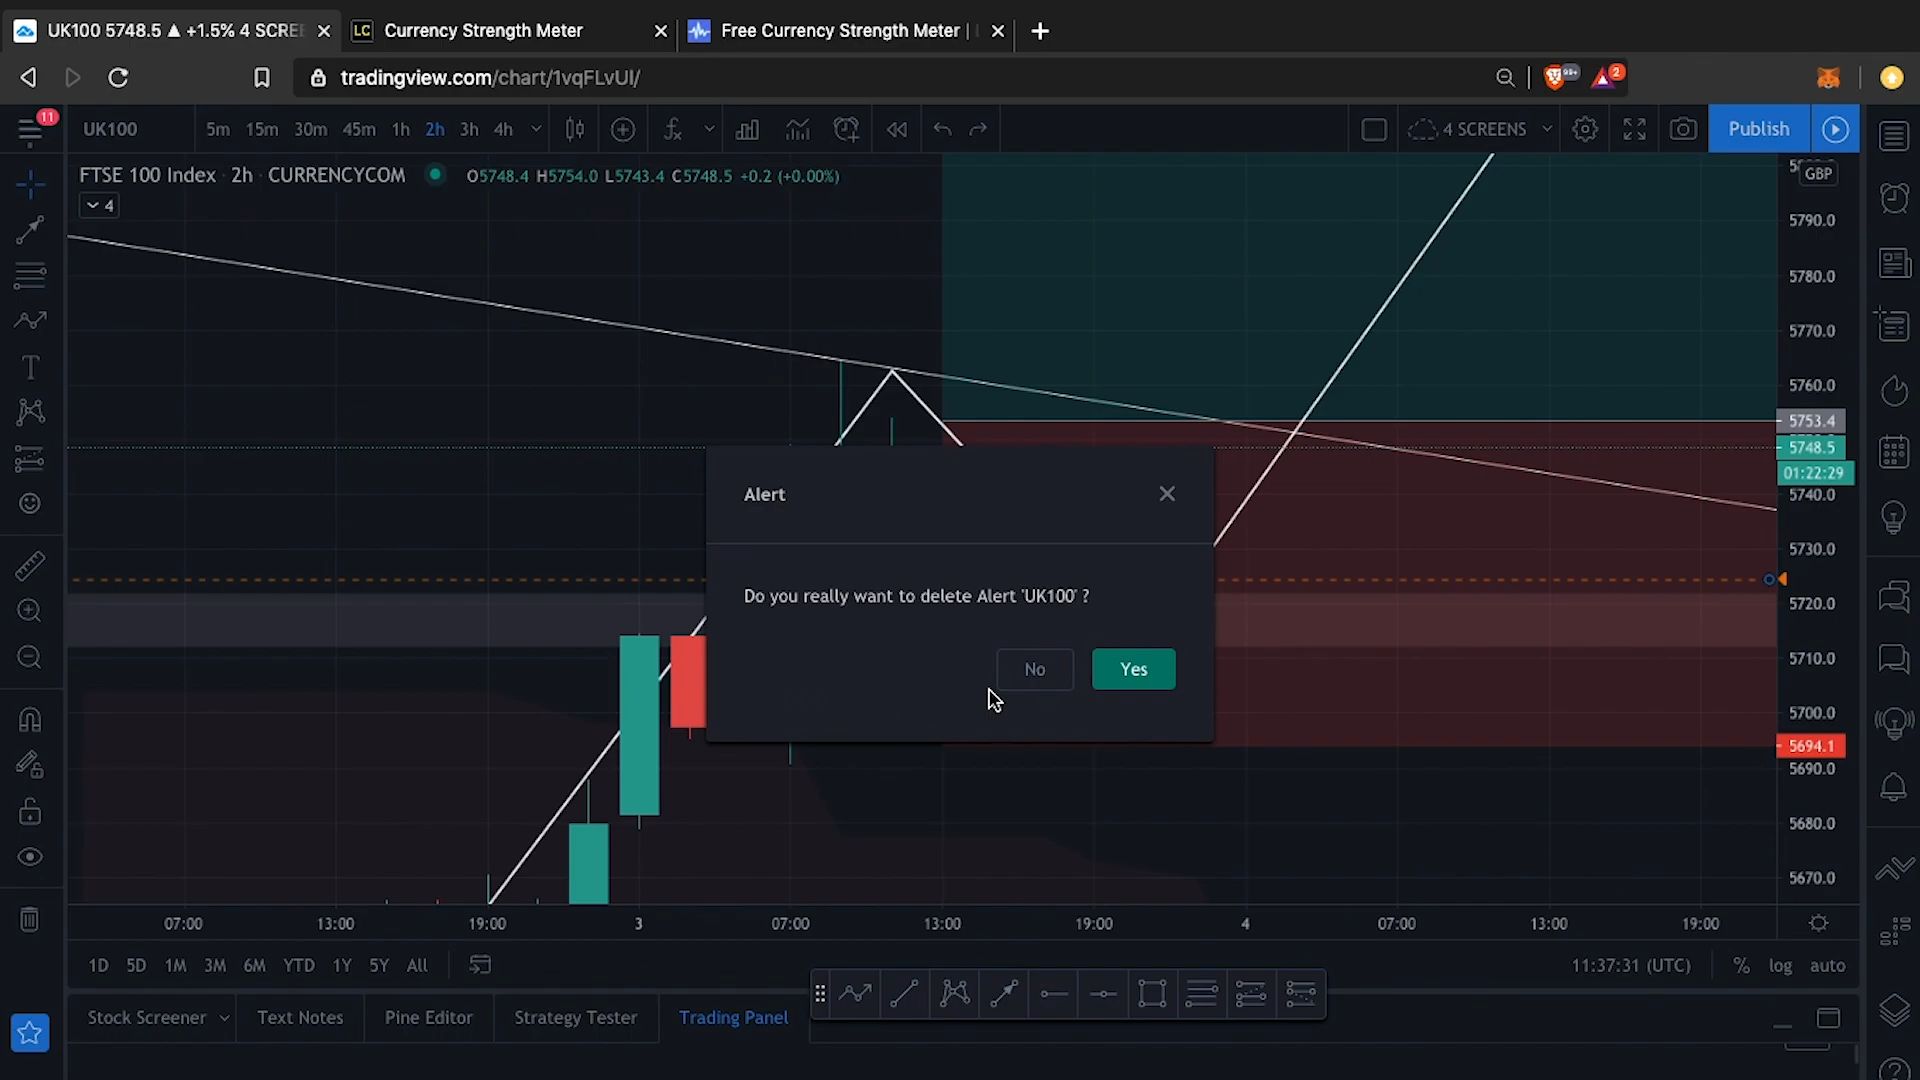 UK100 5748.5 ▲ +1.5% 4 SCREE
LC Currency Strength Meter
Free Currency Strength Meter |
tradingview.com/chart/1vqFLvUI/
99+
2
11
UK100 5m 15m 30m 45m 1h 2h 3h 4h
4 SCREENS
Publish
FTSE 100 Index · 2h · CURRENCYCOM O5748.4 H5754.0 L5743.4 C5748.5 +0.2 (+0.00%)
4
GBP
5790.0
5780.0
5770.0
5760.0
5753.4
5748.5
01:22:29
5740.0
5730.0
5720.0
5710.0
5700.0
5694.1
5690.0
5680.0
5670.0
Alert
Do you really want to delete Alert 'UK100' ?
No Yes
07:00 13:00 19:00 3 07:00 13:00 19:00 4 07:00 13:00 19:00
1D 5D 1M 3M 6M YTD 1Y 5Y All
11:37:31 (UTC) % log auto
Stock Screener Text Notes Pine Editor Strategy Tester Trading Panel